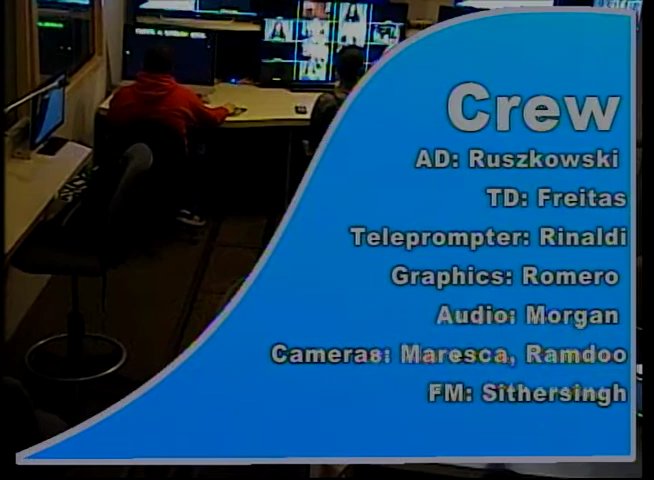 Crew
AD: Ruszkowski
TD: Freitas
Teleprompter: Rinaldi
Graphics: Romero
Audio: Morgan
Cameras: Maresca, Ramdoo
FM: Sithersingh